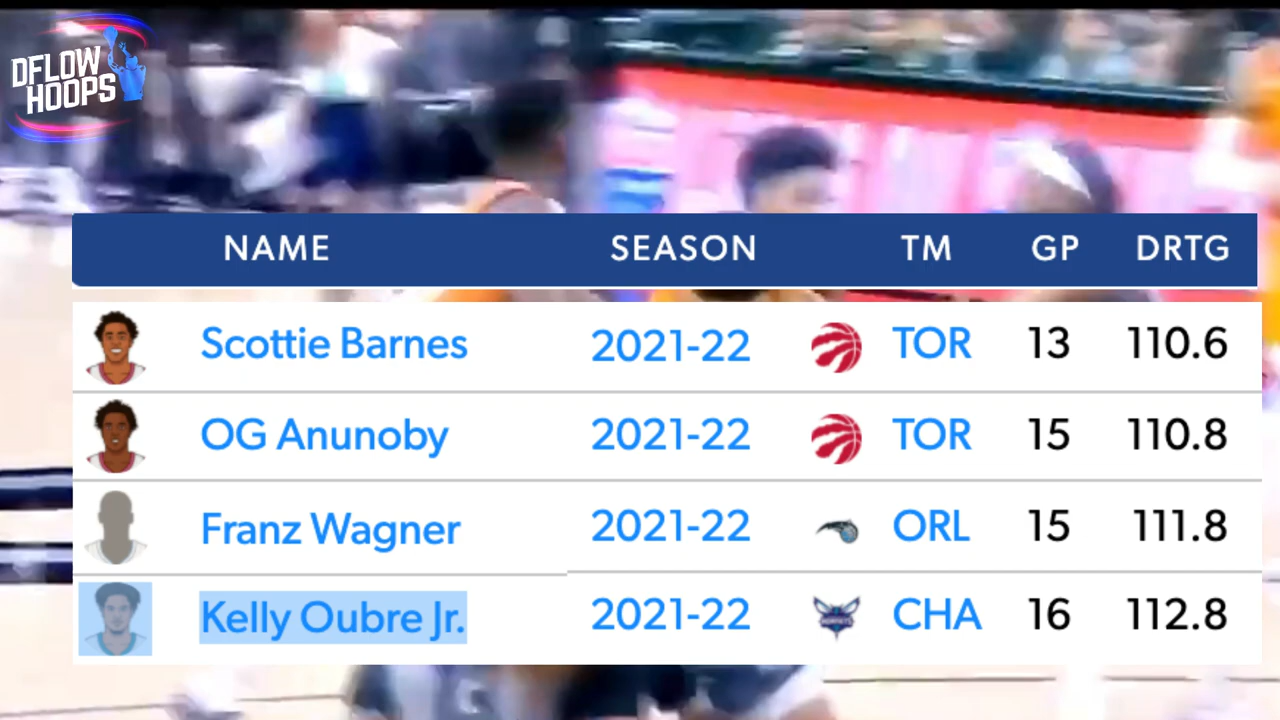 DFLOW
HOOPS
NAME SEASON TM GP DRTG
Scottie Barnes 2021-22 TOR 13 110.6
OG Anunoby 2021-22 TOR 15 110.8
Franz Wagner 2021-22 ORL 15 111.8
Kelly Oubre Jr. 2021-22 CHA 16 112.8